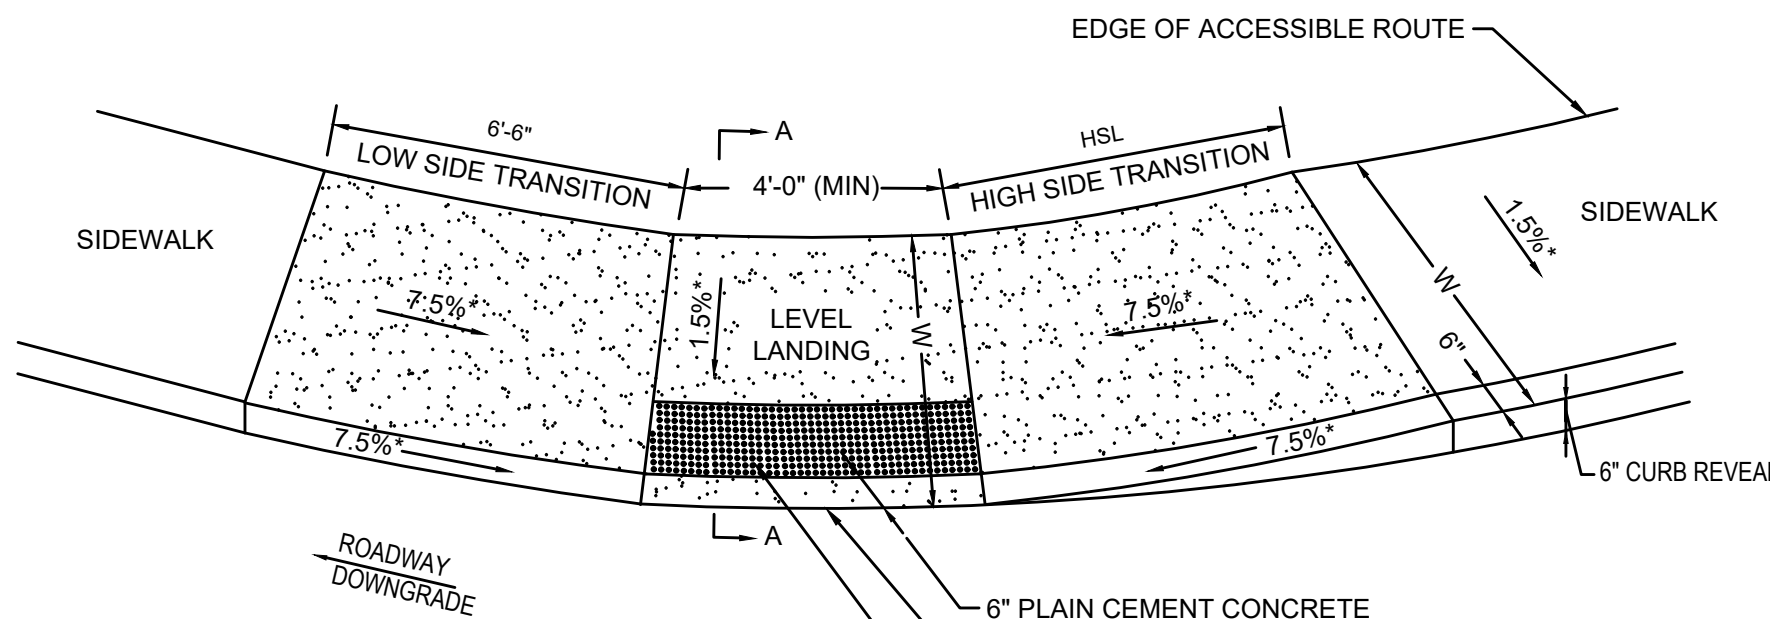 EDGE OF ACCESSIBLE ROUTE
6'-6"
A
HSL
LOW SIDE TRANSITION
4'-0" (MIN)
HIGH SIDE TRANSITION
SIDEWALK
1.5%*
SIDEWALK
7.5%*
1.5%*
LEVEL
LANDING
W
7.5%*
W
6"
7.5%*
7.5%*
6" CURB REVEAL
A
ROADWAY
DOWNGRADE
6" PLAIN CEMENT CONCRETE